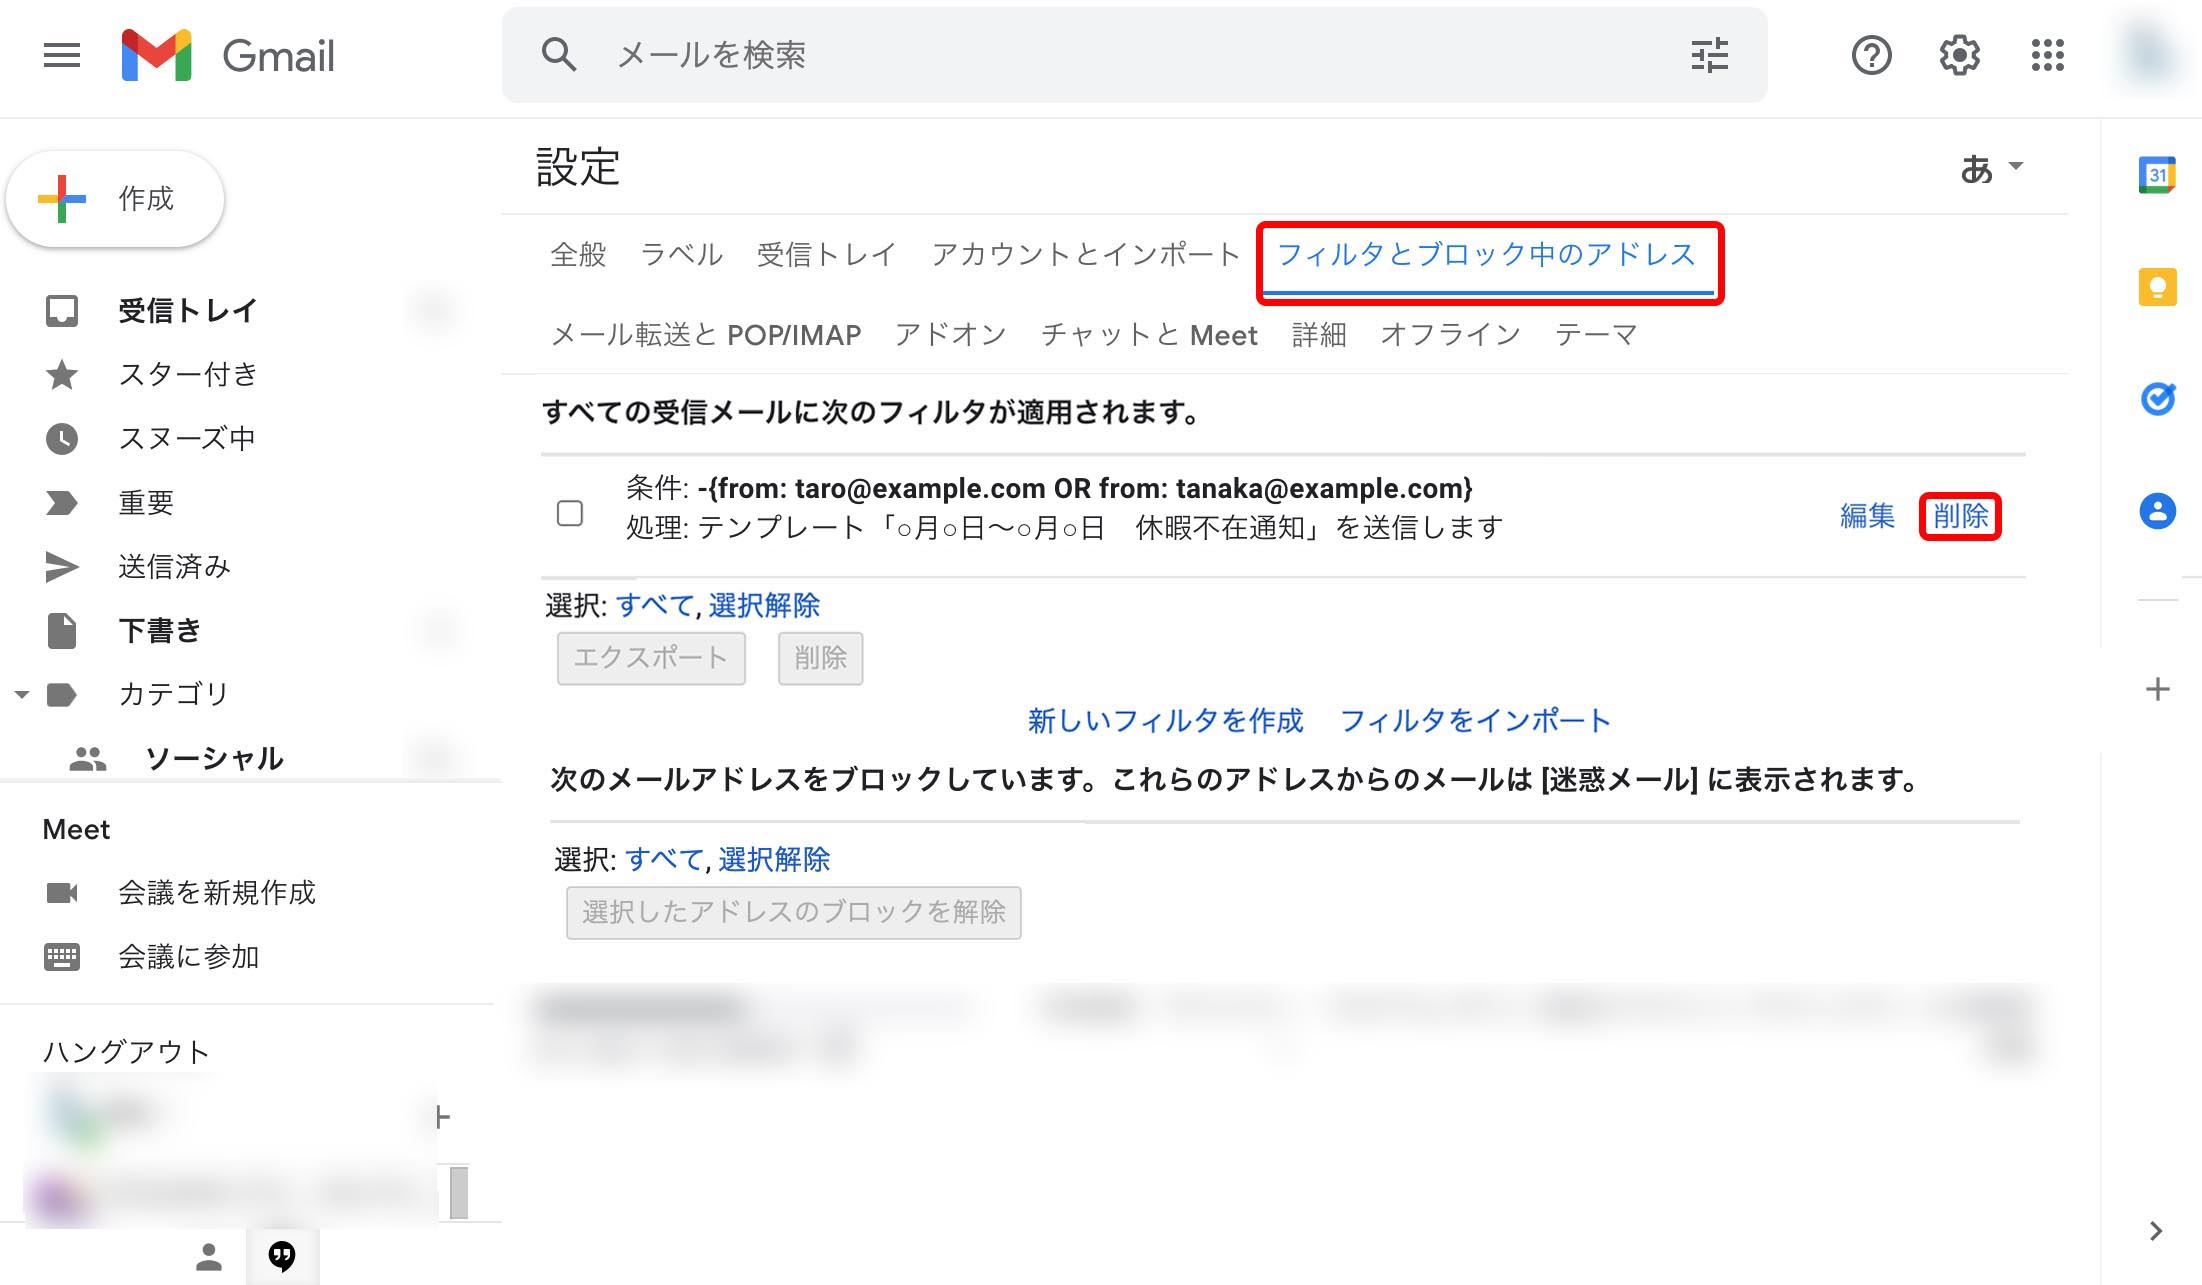 Gmail
メールを検索
作成
受信トレイ
スター付き
スヌーズ中
重要
送信済み
下書き
カテゴリ
ソーシャル
Meet
会議を新規作成
会議に参加
ハングアウト
設定
あ
全般 ラベル 受信トレイ アカウントとインポート フィルタとブロック中のアドレス
メール転送と POP/IMAP アドオン チャットと Meet 詳細 オフライン テーマ
すべての受信メールに次のフィルタが適用されます。
条件: -{from: taro@example.com OR from: tanaka@example.com}
処理: テンプレート「○月○日〜○月○日　休暇不在通知」を送信します
編集 削除
選択: すべて, 選択解除
エクスポート 削除
新しいフィルタを作成 フィルタをインポート
次のメールアドレスをブロックしています。これらのアドレスからのメールは [迷惑メール] に表示されます。
選択: すべて, 選択解除
選択したアドレスのブロックを解除
31